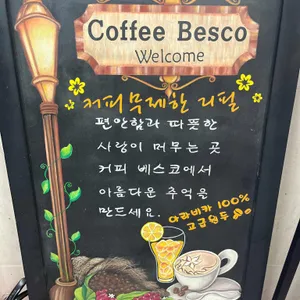 Coffee Besco
Welcome
커피무제한 리필
편안함과 따뜻한
사랑이 머무는 곳
커피 베스코에서
아름다운 추억을
만드세요.
아라비카 100%
고급원두